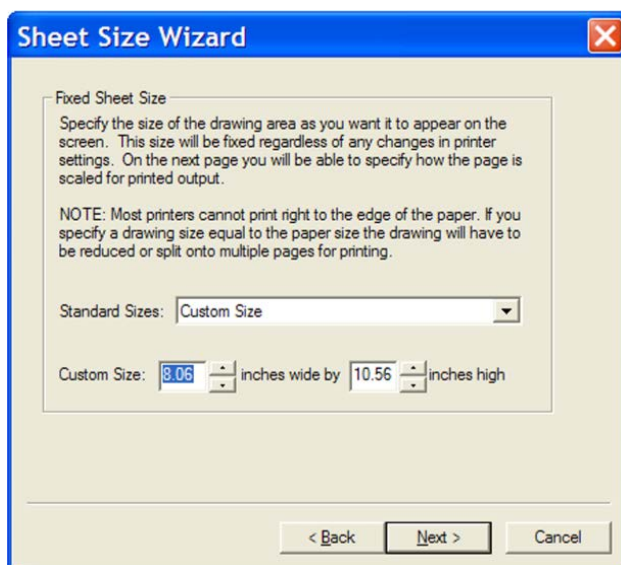 Sheet Size Wizard
Fixed Sheet Size
Specify the size of the drawing area as you want it to appear on the
screen. This size will be fixed regardless of any changes in printer
settings. On the next page you will be able to specify how the page is
scaled for printed output.
NOTE: Most printers cannot print right to the edge of the paper. If you
specify a drawing size equal to the paper size the drawing will have to
be reduced or split onto multiple pages for printing.
Standard Sizes: Custom Size
Custom Size: 8.06 inches wide by 10.56 inches high
< Back Next > Cancel